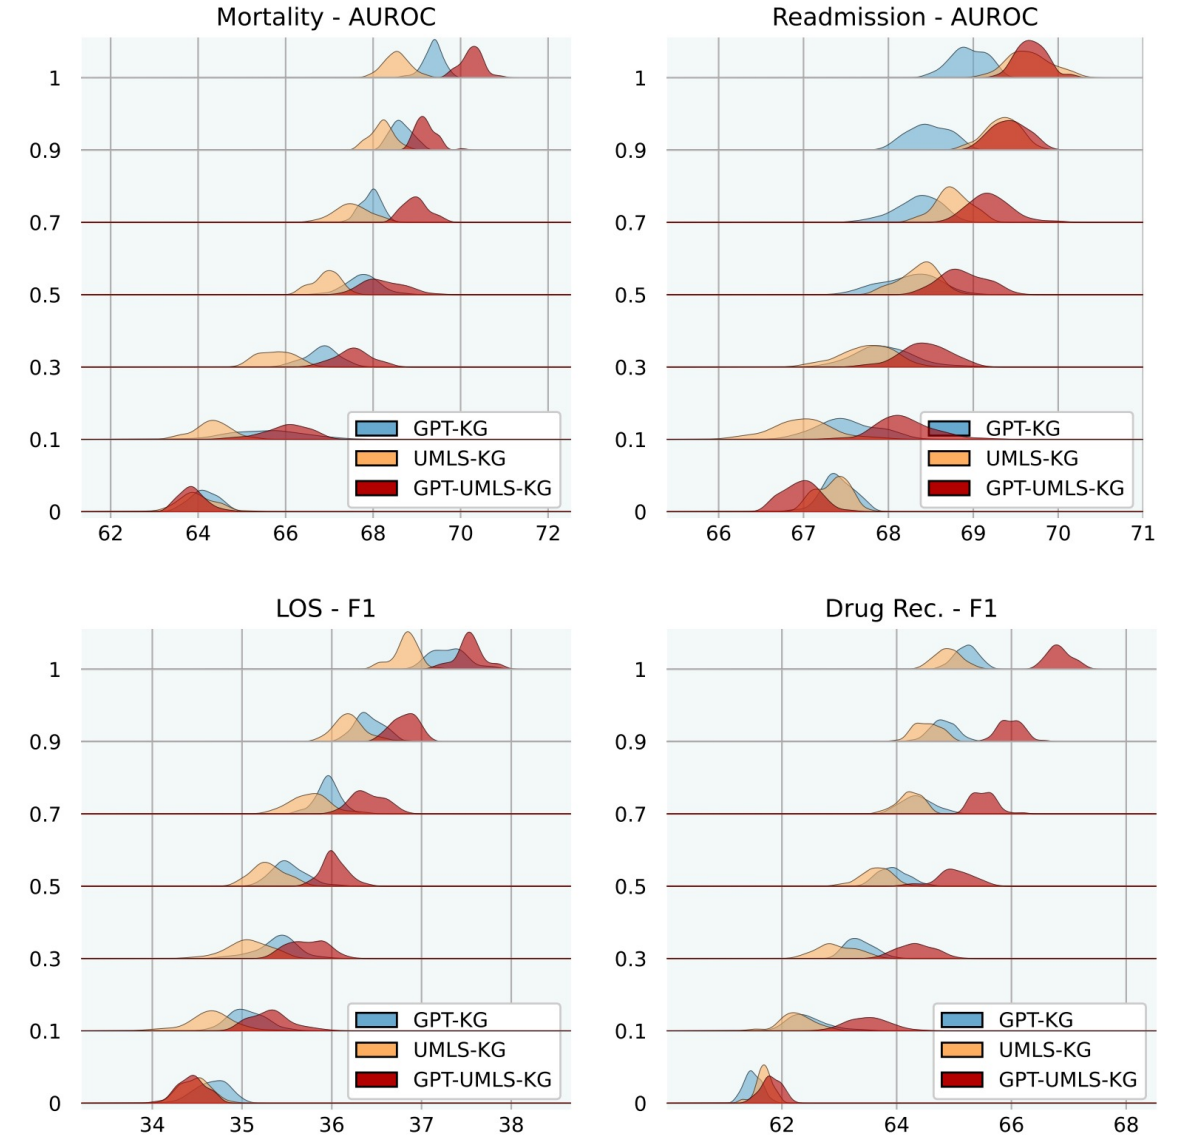 Mortality - AUROC
1
0.9
0.7
0.5
0.3
0.1
0
GPT-KG
UMLS-KG
GPT-UMLS-KG
62 64 66 68 70 72
Readmission - AUROC
1
0.9
0.7
0.5
0.3
0.1
0
GPT-KG
UMLS-KG
GPT-UMLS-KG
66 67 68 69 70 71
LOS - F1
1
0.9
0.7
0.5
0.3
0.1
0
GPT-KG
UMLS-KG
GPT-UMLS-KG
34 35 36 37 38
Drug Rec. - F1
1
0.9
0.7
0.5
0.3
0.1
0
GPT-KG
UMLS-KG
GPT-UMLS-KG
62 64 66 68